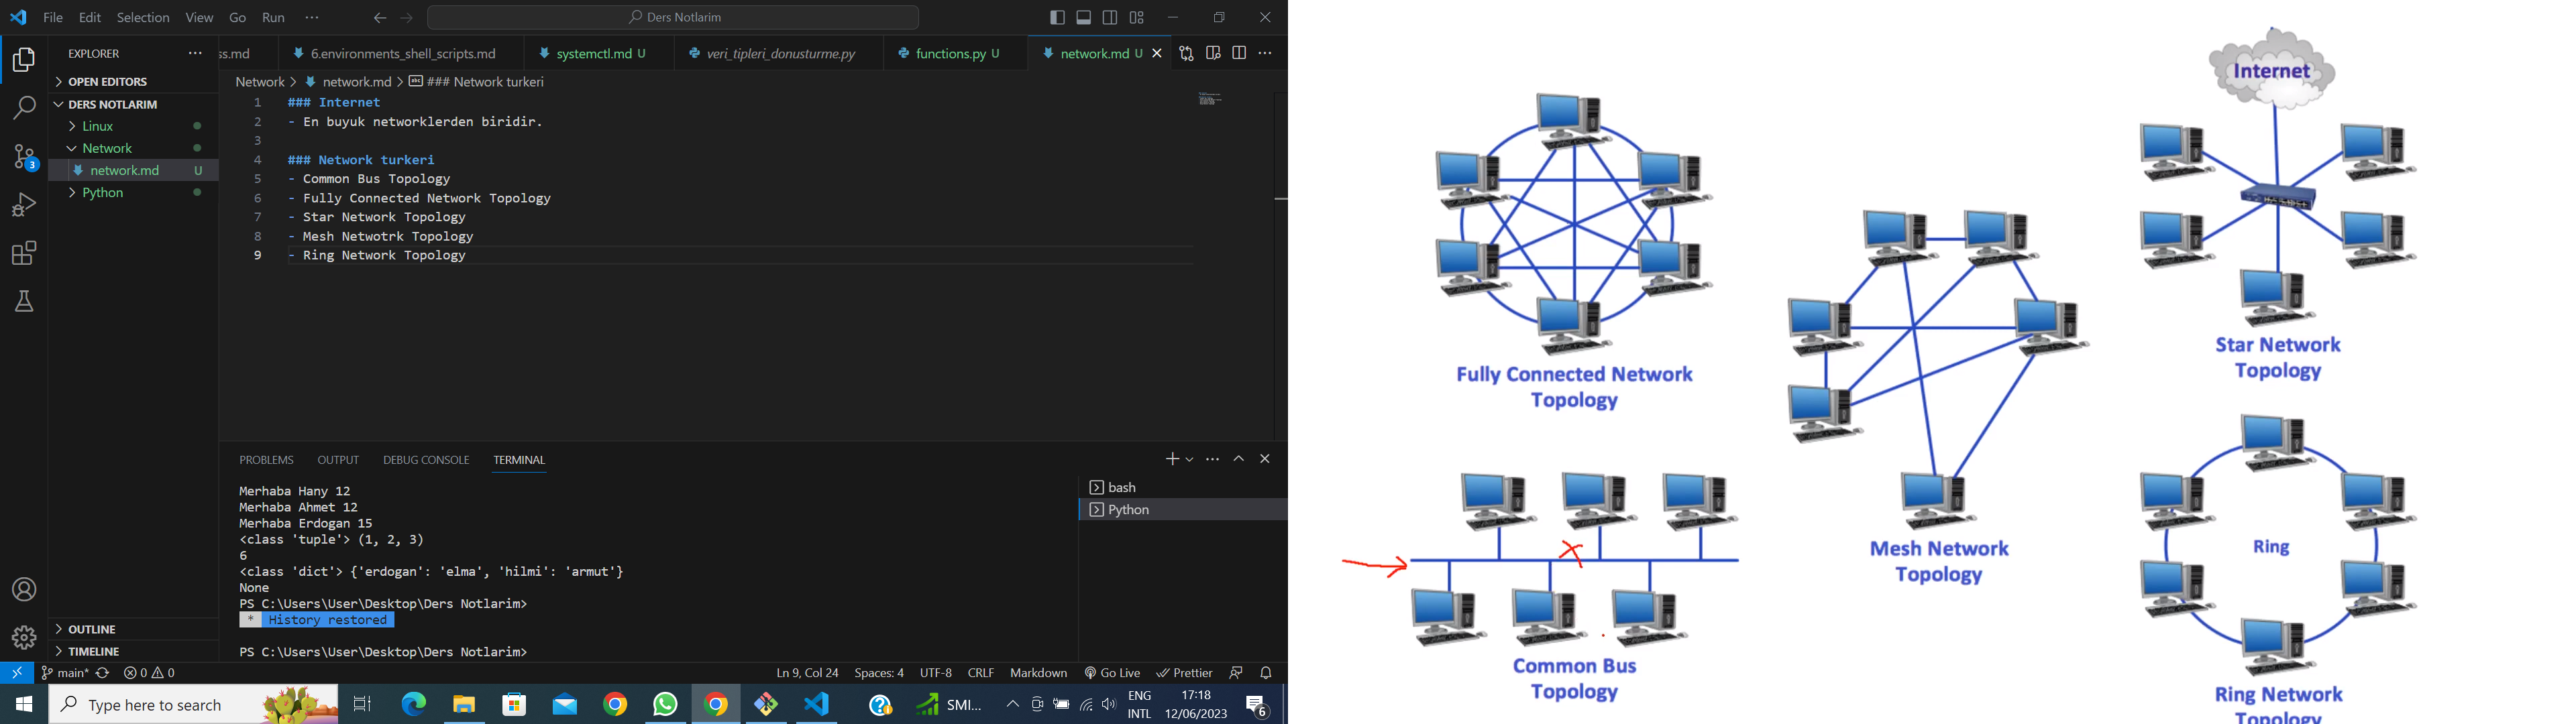 File Edit Selection View Go Run ···
Ders Notlarim
EXPLORER ···
OPEN EDITORS
DERS NOTLARIM
Linux
Network
network.md U
Python
OUTLINE
TIMELINE
3
ss.md
6.environments_shell_scripts.md
systemctl.md U
veri_tipleri_donusturme.py
functions.py U
network.md U
Network > network.md > ### Network turkeri
1 ### Internet
2 - En buyuk networklerden biridir.
3
4 ### Network turkeri
5 - Common Bus Topology
6 - Fully Connected Network Topology
7 - Star Network Topology
8 - Mesh Netwotrk Topology
9 - Ring Network Topology
PROBLEMS OUTPUT DEBUG CONSOLE TERMINAL
Merhaba Hany 12
Merhaba Ahmet 12
Merhaba Erdogan 15
<class 'tuple'> (1, 2, 3)
6
<class 'dict'> {'erdogan': 'elma', 'hilmi': 'armut'}
None
PS C:\Users\User\Desktop\Ders Notlarim>
* History restored
PS C:\Users\User\Desktop\Ders Notlarim>
bash
Python
main* 0 0 Ln 9, Col 24 Spaces: 4 UTF-8 CRLF Markdown Go Live Prettier
Type here to search
SMI...
ENG
INTL
17:18
12/06/2023
6
Internet
Fully Connected Network
Topology
Star Network
Topology
Mesh Network
Topology
Ring
Common Bus
Topology
Ring Network
Topology